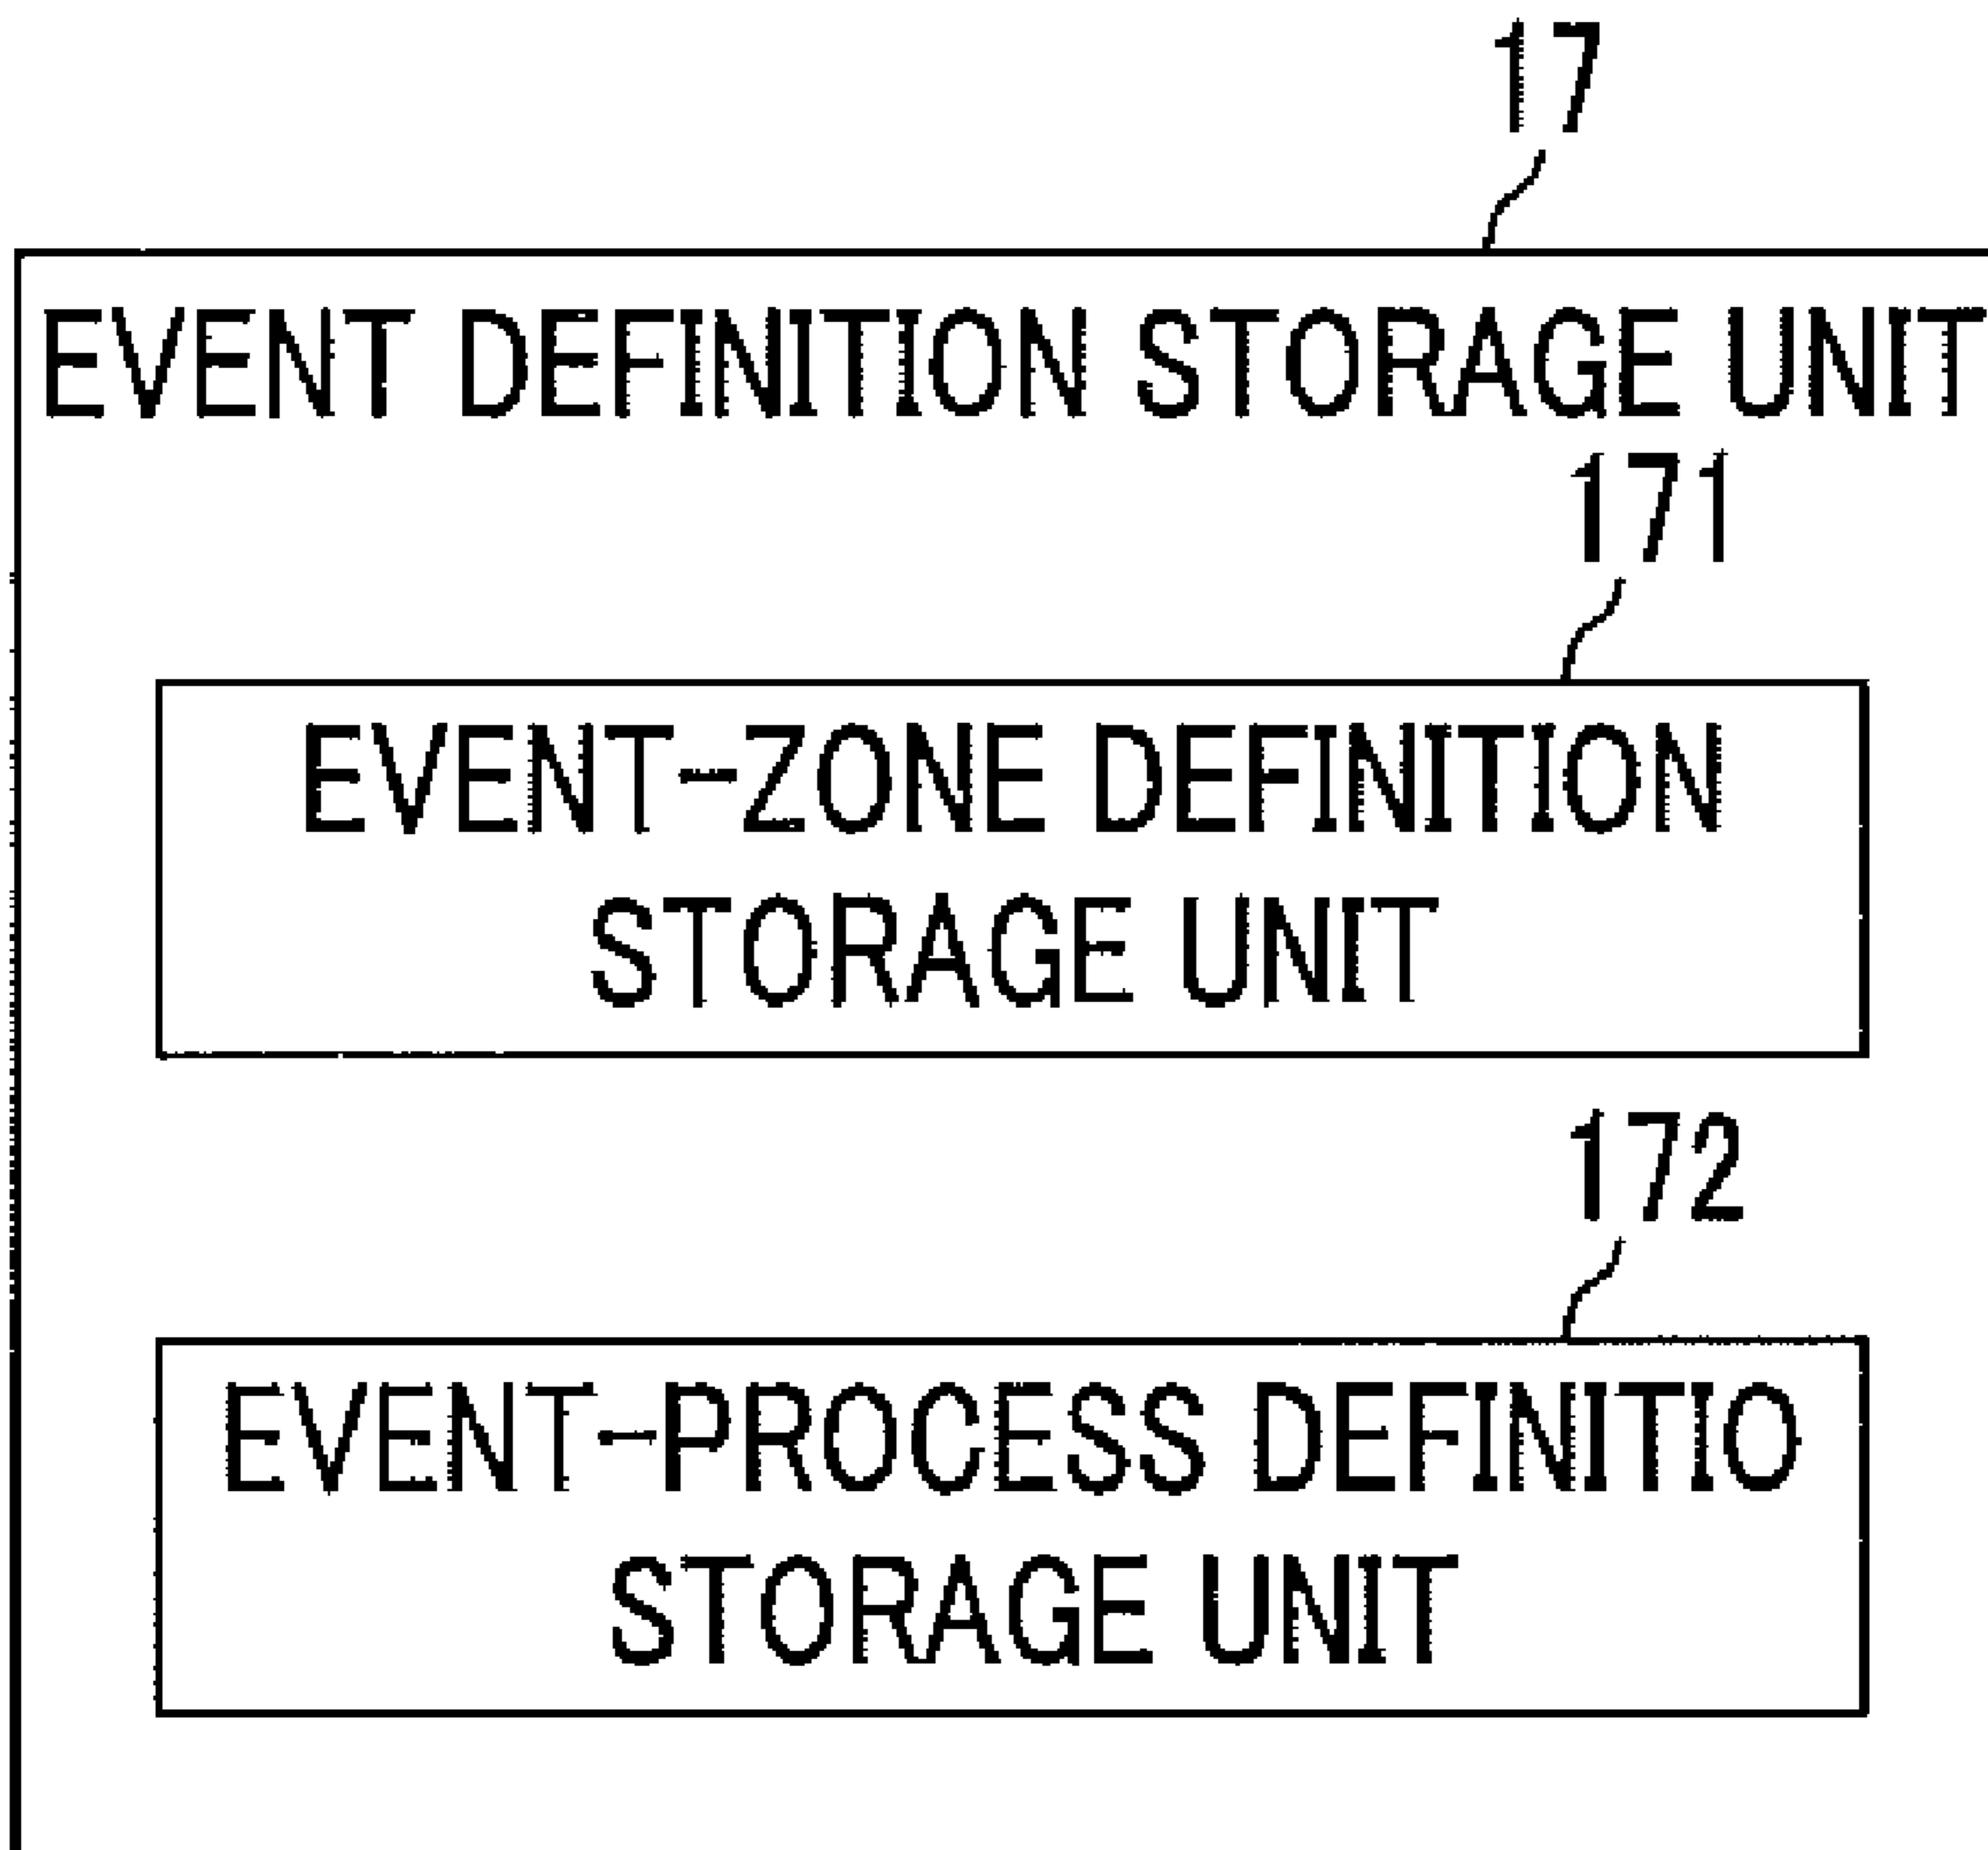 17
EVENT DEFINITION STORAGE UNIT
171
EVENT-ZONE DEFINITION
STORAGE UNIT
172
EVENT-PROCESS DEFINITIO
STORAGE UNIT